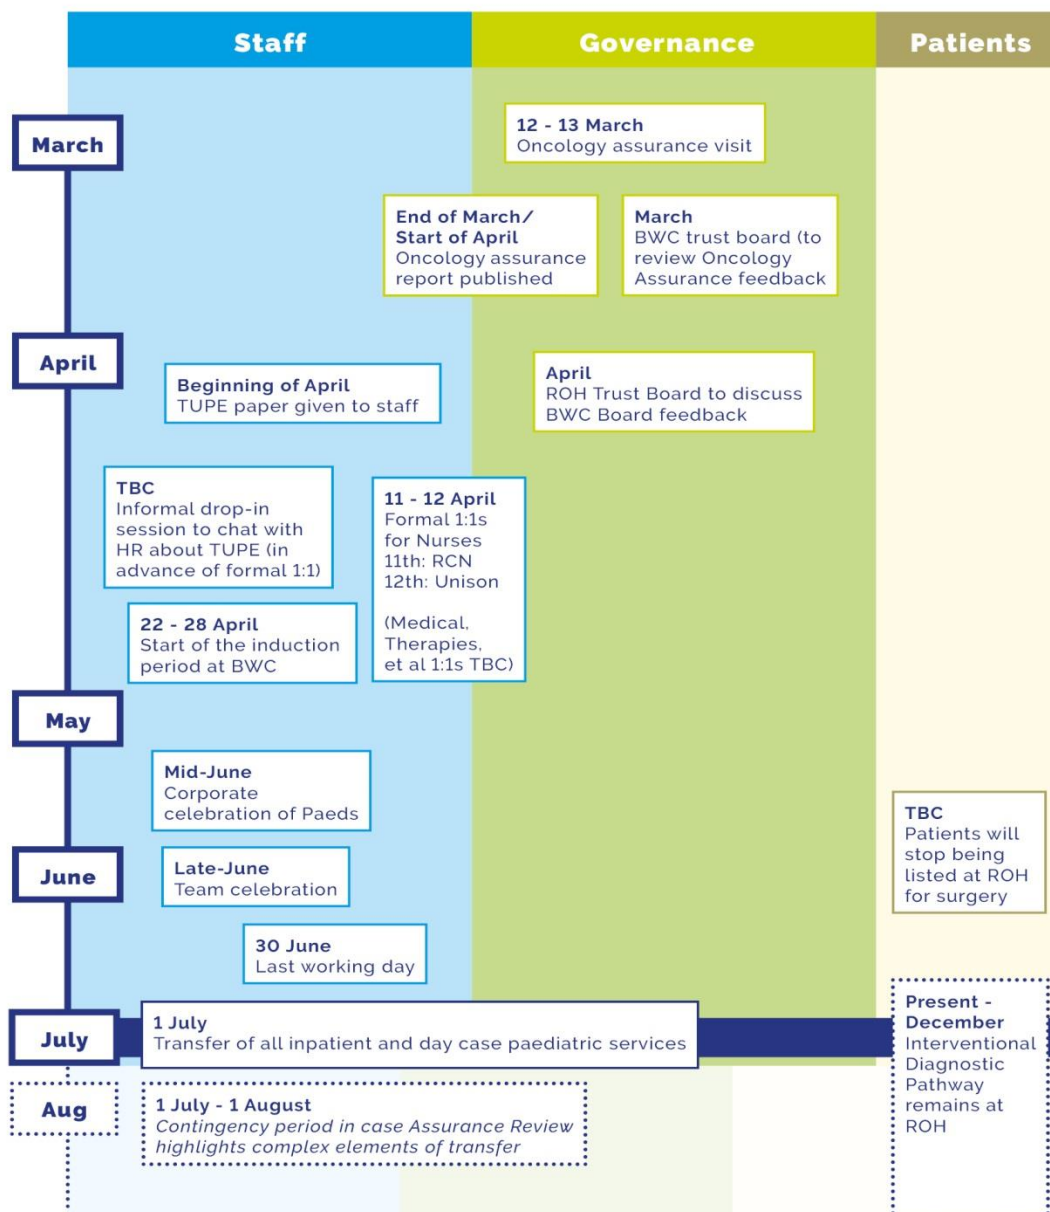 Staff
Governance
Patients
March
12 - 13 March
Oncology assurance visit
End of March/
Start of April
Oncology assurance
report published
March
BWC trust board (to
review Oncology
Assurance feedback
April
Beginning of April
TUPE paper given to staff
April
ROH Trust Board to discuss
BWC Board feedback
TBC
Informal drop-in
session to chat with
HR about TUPE (in
advance of formal 1:1)
11 - 12 April
Formal 1:1s
for Nurses
11th: RCN
12th: Unison
(Medical,
Therapies,
et al 1:1s TBC)
22 - 28 April
Start of the induction
period at BWC
May
Mid-June
Corporate
celebration of Paeds
TBC
Patients will
stop being
listed at ROH
for surgery
June
Late-June
Team celebration
30 June
Last working day
July
1 July
Transfer of all inpatient and day case paediatric services
Present -
December
Interventional
Diagnostic
Pathway
remains at
ROH
Aug
1 July - 1 August
Contingency period in case Assurance Review
highlights complex elements of transfer